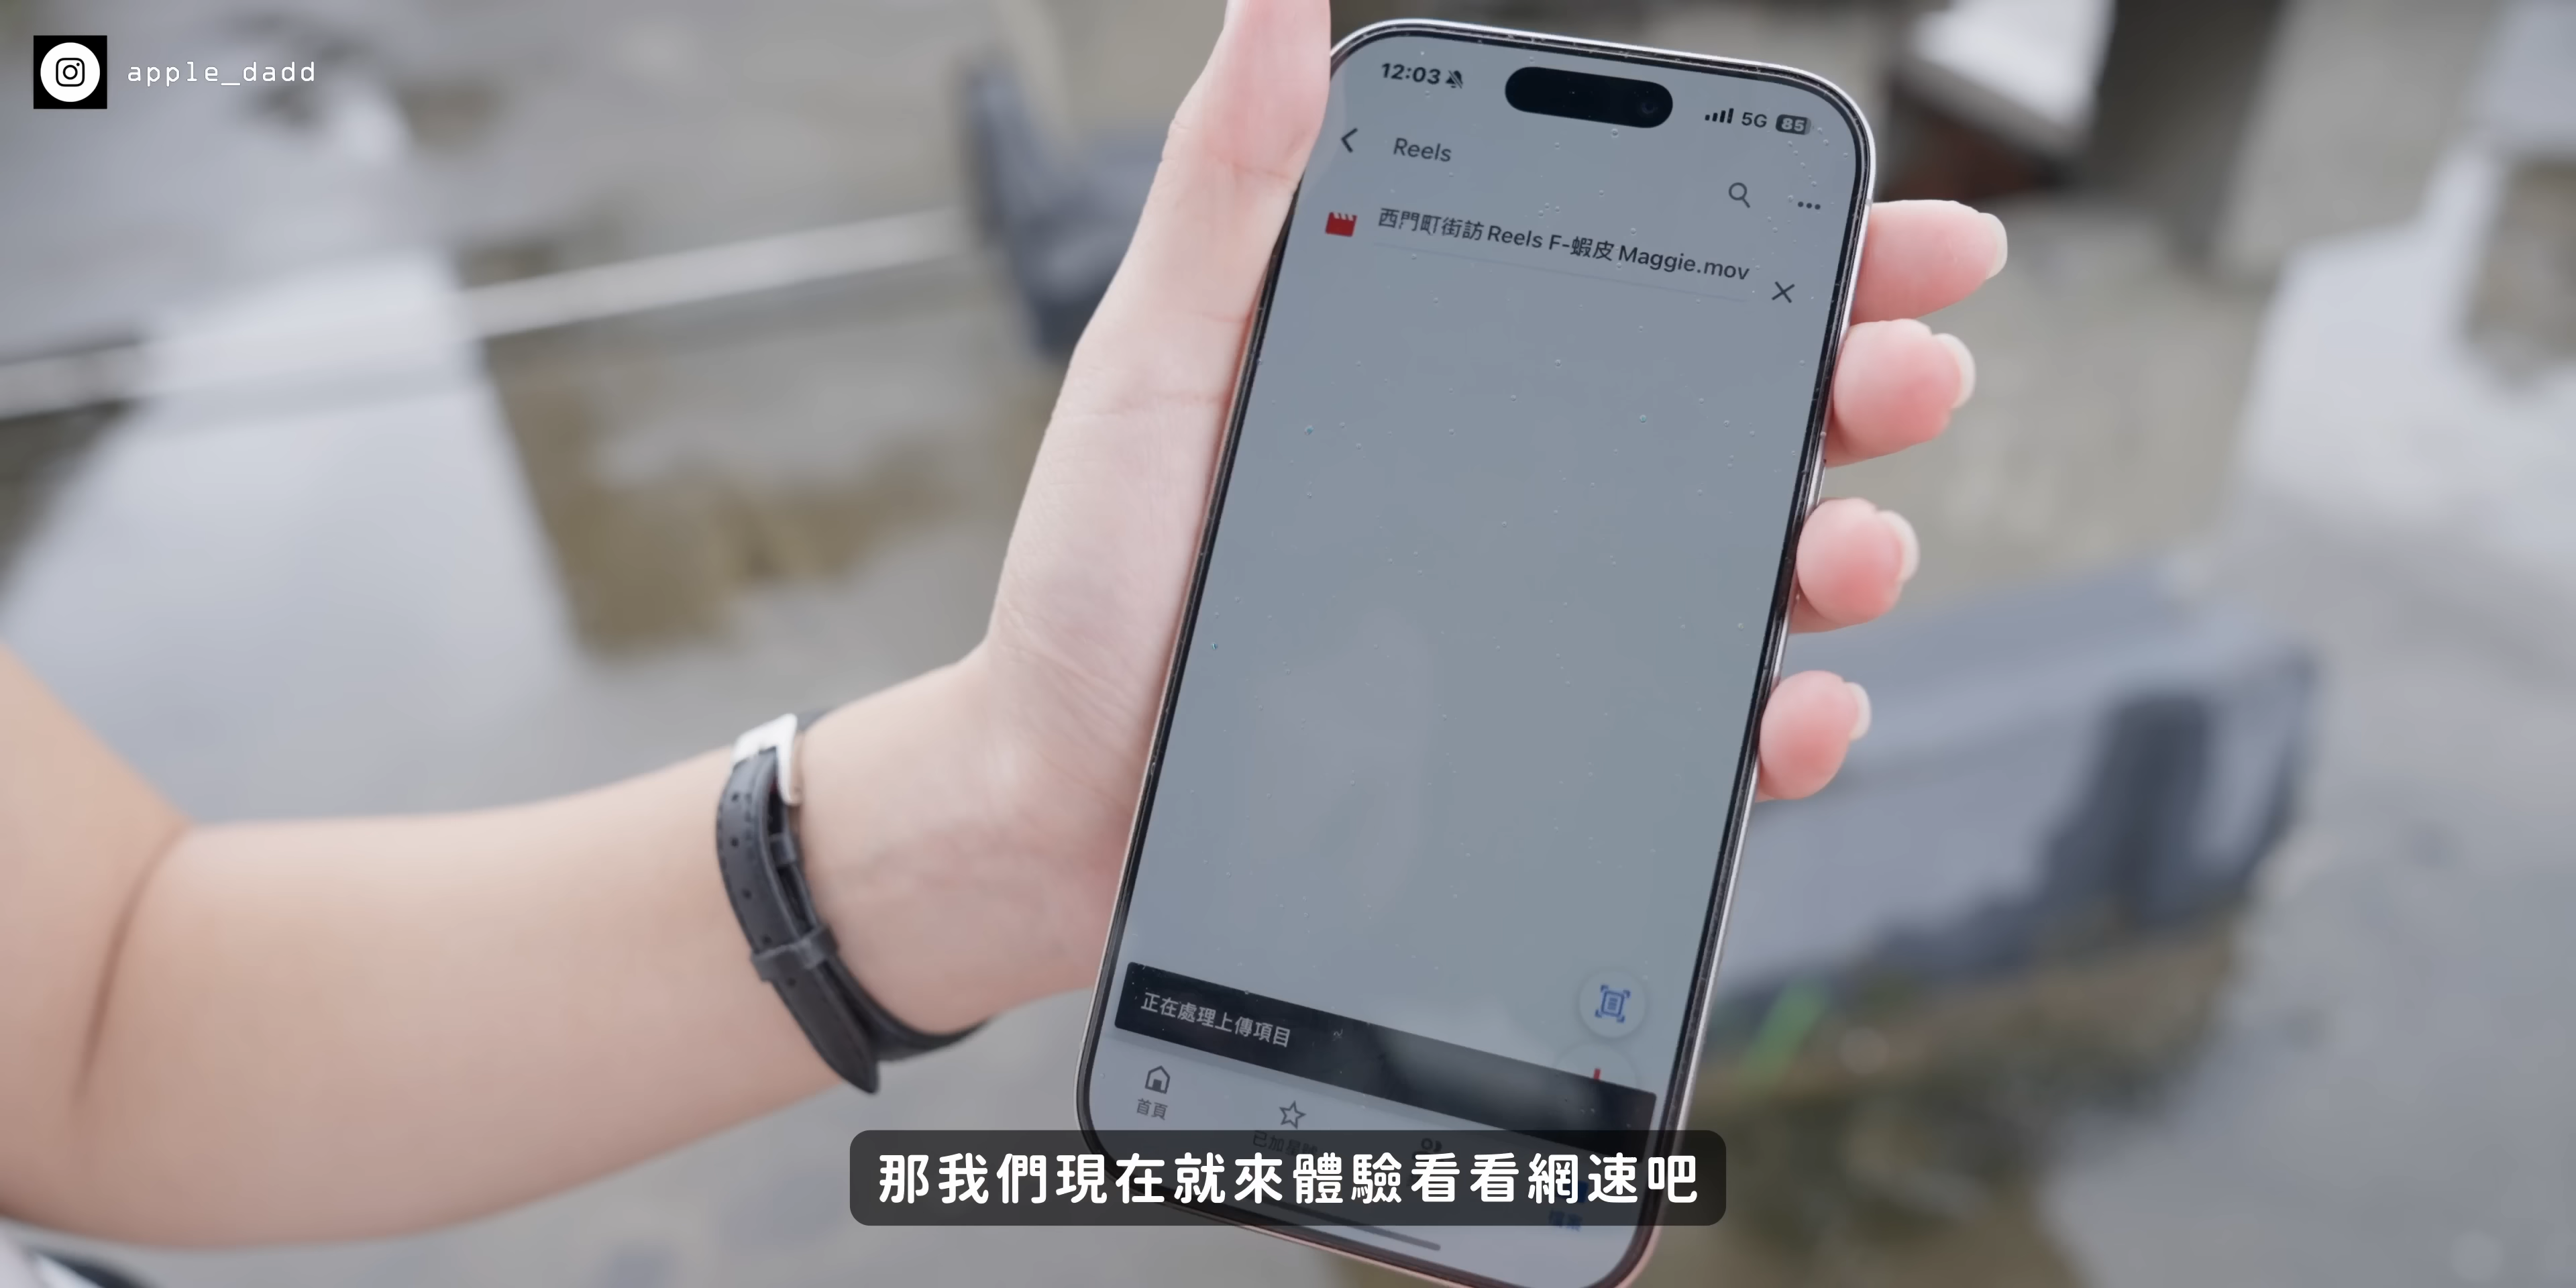 apple_dadd
12:03
5G 85
Reels
西門町街訪 Reels F-蝦皮 Maggie.mov
正在處理上傳項目
首頁
那我們現在就來體驗看看網速吧